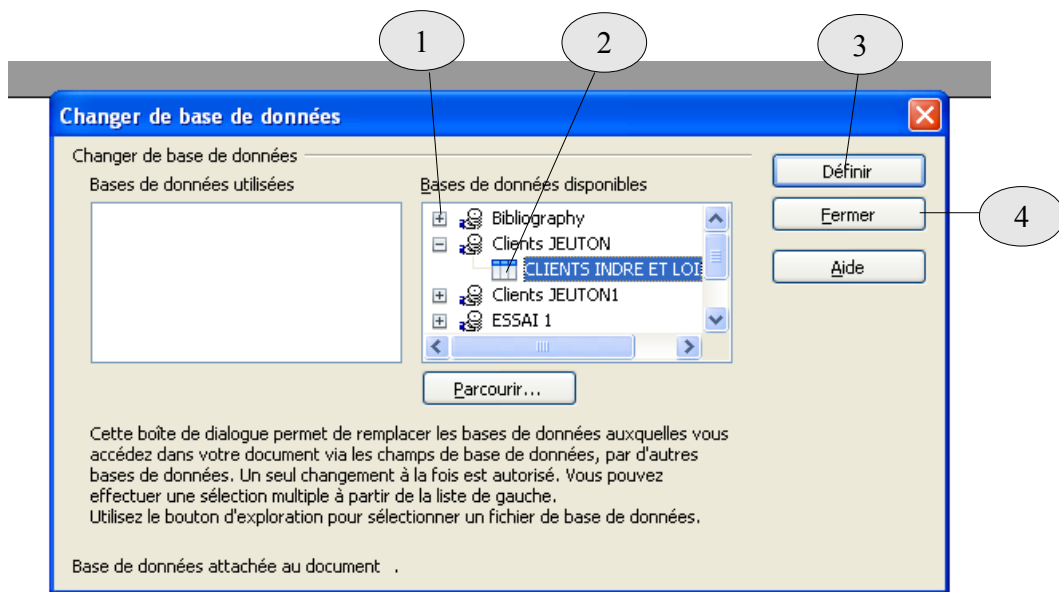 1 2 3
Changer de base de données
Changer de base de données
Bases de données utilisées
Bases de données disponibles
Bibliography
Clients JEUTON
CLIENTS INDRE ET LOI
Clients JEUTON1
ESSAI 1
Parcourir...
Définir
Fermer
4
Aide
Cette boîte de dialogue permet de remplacer les bases de données auxquelles vous
accédez dans votre document via les champs de base de données, par d'autres
bases de données. Un seul changement à la fois est autorisé. Vous pouvez
effectuer une sélection multiple à partir de la liste de gauche.
Utilisez le bouton d'exploration pour sélectionner un fichier de base de données.
Base de données attachée au document .